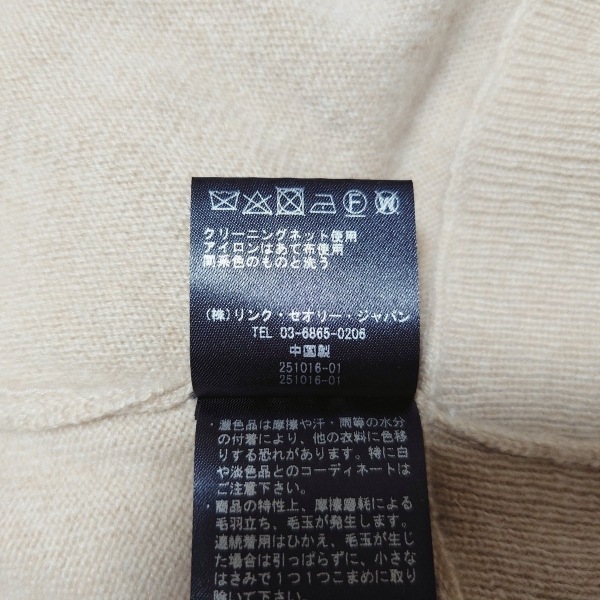 クリーニングネット使用
アイロンはあて布使用
同系色のものと洗う
(株)リンク・セオリー・ジャパン
TEL 03-6865-0206
中国製
251016-01
251016-01
・濃色品は摩擦や汗・雨等の水分
の付着により、他の衣料に色移
りする恐れがあります。特に白
や淡色品とのコーディネートは
ご注意下さい。
・商品の特性上、摩擦磨耗による
毛羽立ち、毛玉が発生します。
連続着用はひかえ、毛玉が生じ
た場合は引っぱらずに、小さな
はさみで1つ1つこまめに取り
除いて下さい。